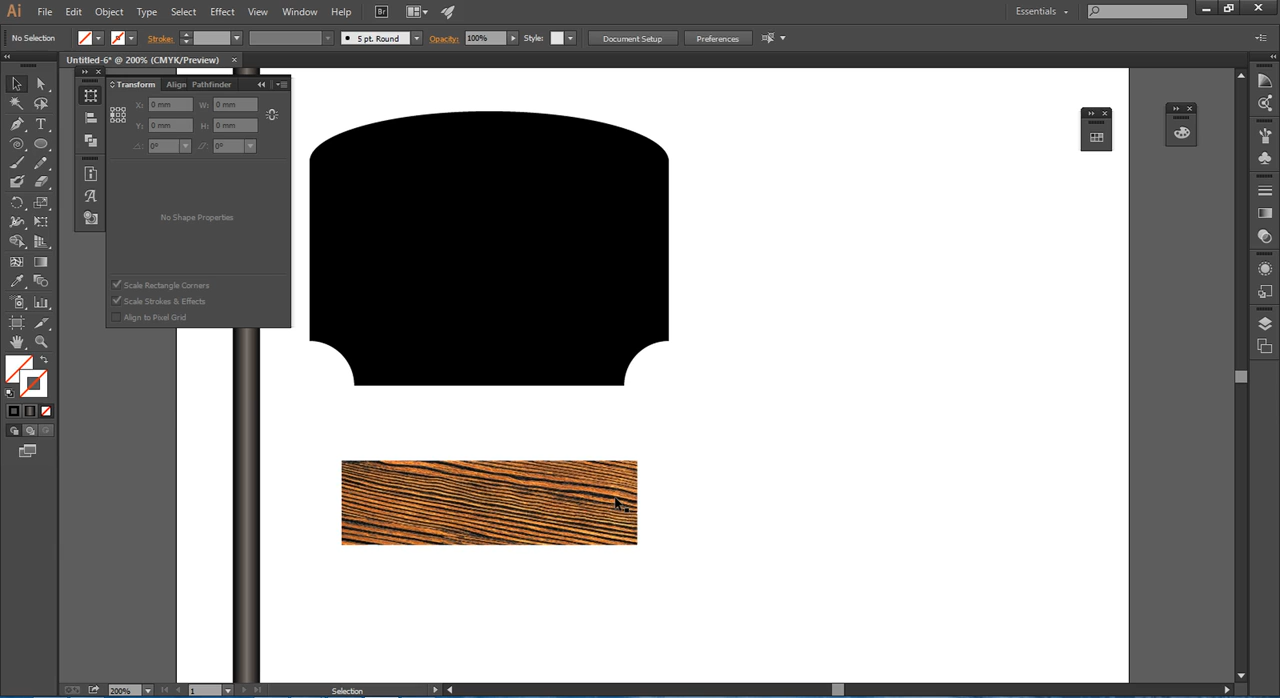 Ai File Edit Object Type Select Effect View Window Help Br Essentials
No Selection Stroke: 5 pt. Round Opacity: 100% Style: Document Setup Preferences
Untitled-6* @ 200% (CMYK/Preview) ×
Transform Align Pathfinder
X: 0 mm W: 0 mm
Y: 0 mm H: 0 mm
0° 0°
No Shape Properties
Scale Rectangle Corners
Scale Strokes & Effects
Align to Pixel Grid
200% 1 Selection